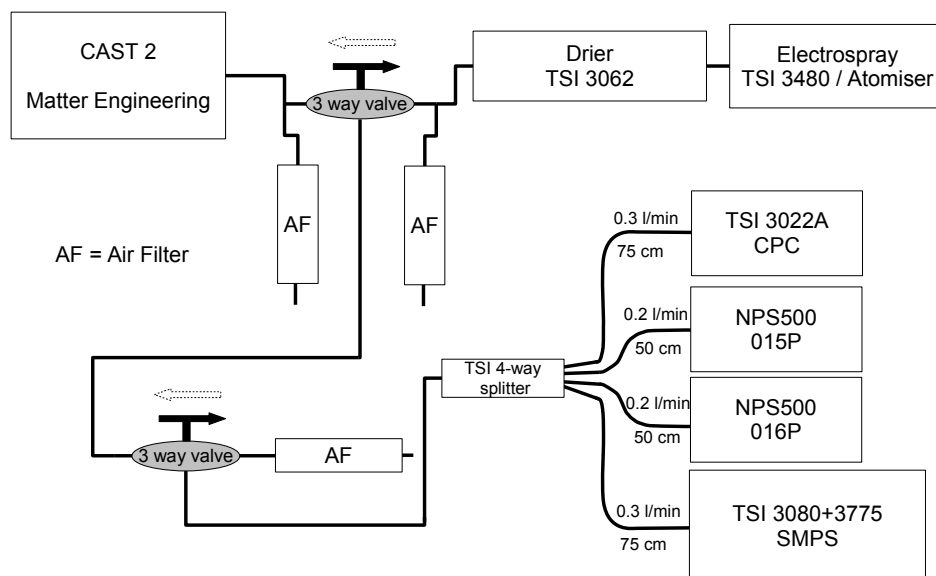 CAST 2
Matter Engineering
3 way valve
Drier
TSI 3062
Electrospray
TSI 3480 / Atomiser
AF
AF
AF = Air Filter
0.3 l/min
75 cm
TSI 3022A
CPC
0.2 l/min
50 cm
NPS500
015P
TSI 4-way
splitter
0.2 l/min
50 cm
NPS500
016P
3 way valve
AF
0.3 l/min
75 cm
TSI 3080+3775
SMPS